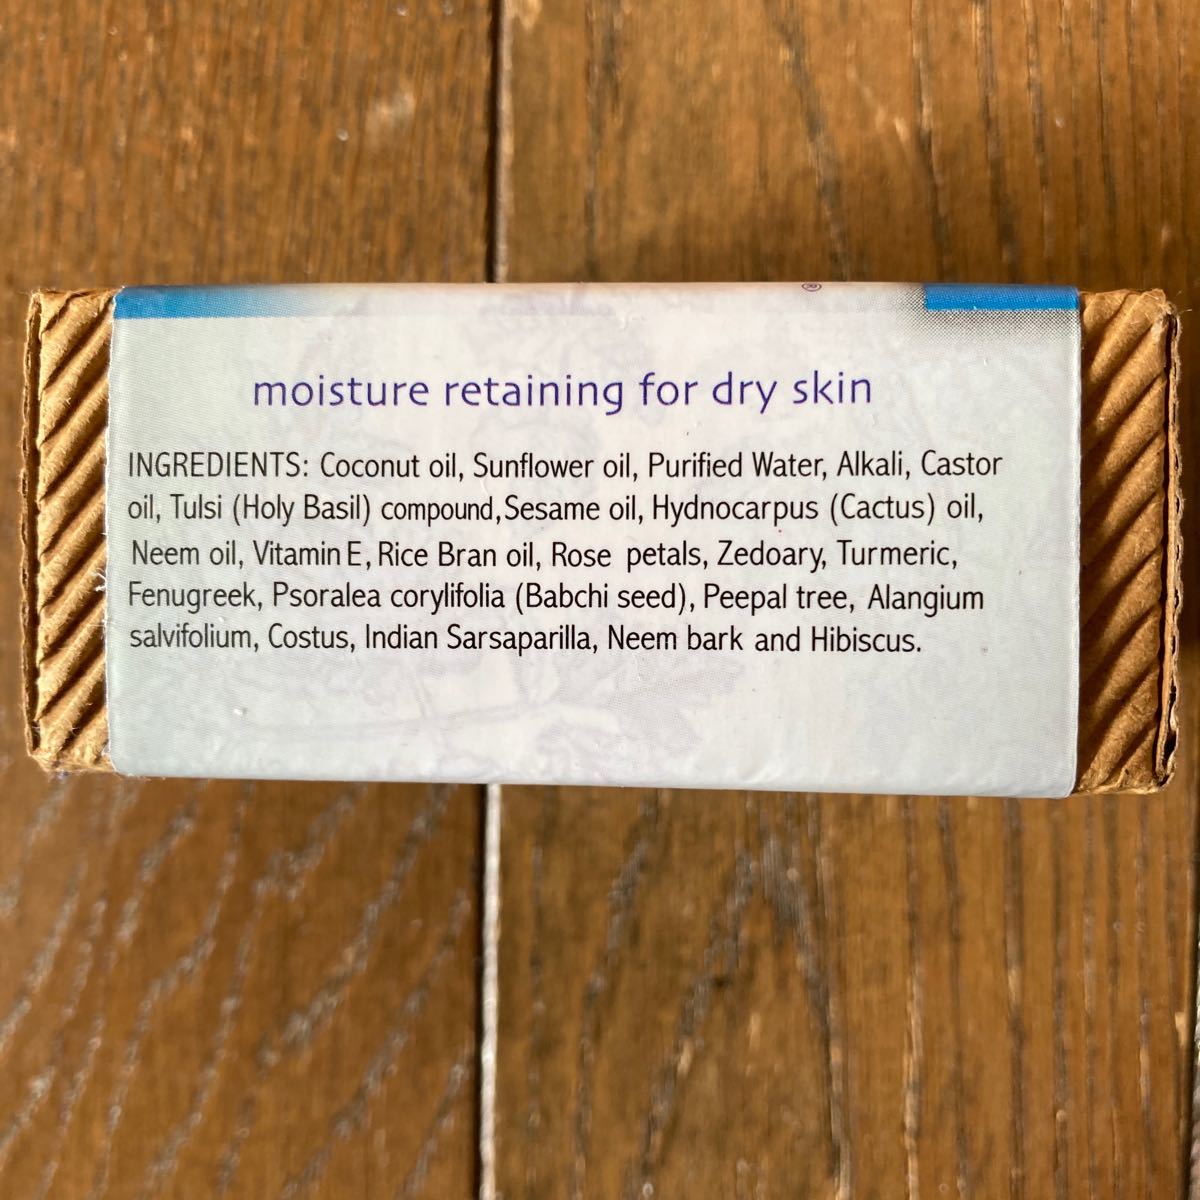 ®
moisture retaining for dry skin
INGREDIENTS: Coconut oil, Sunflower oil, Purified Water, Alkali, Castor
oil, Tulsi (Holy Basil) compound, Sesame oil, Hydnocarpus (Cactus) oil,
Neem oil, Vitamin E, Rice Bran oil, Rose petals, Zedoary, Turmeric,
Fenugreek, Psoralea corylifolia (Babchi seed), Peepal tree, Alangium
salvifolium, Costus, Indian Sarsaparilla, Neem bark and Hibiscus.